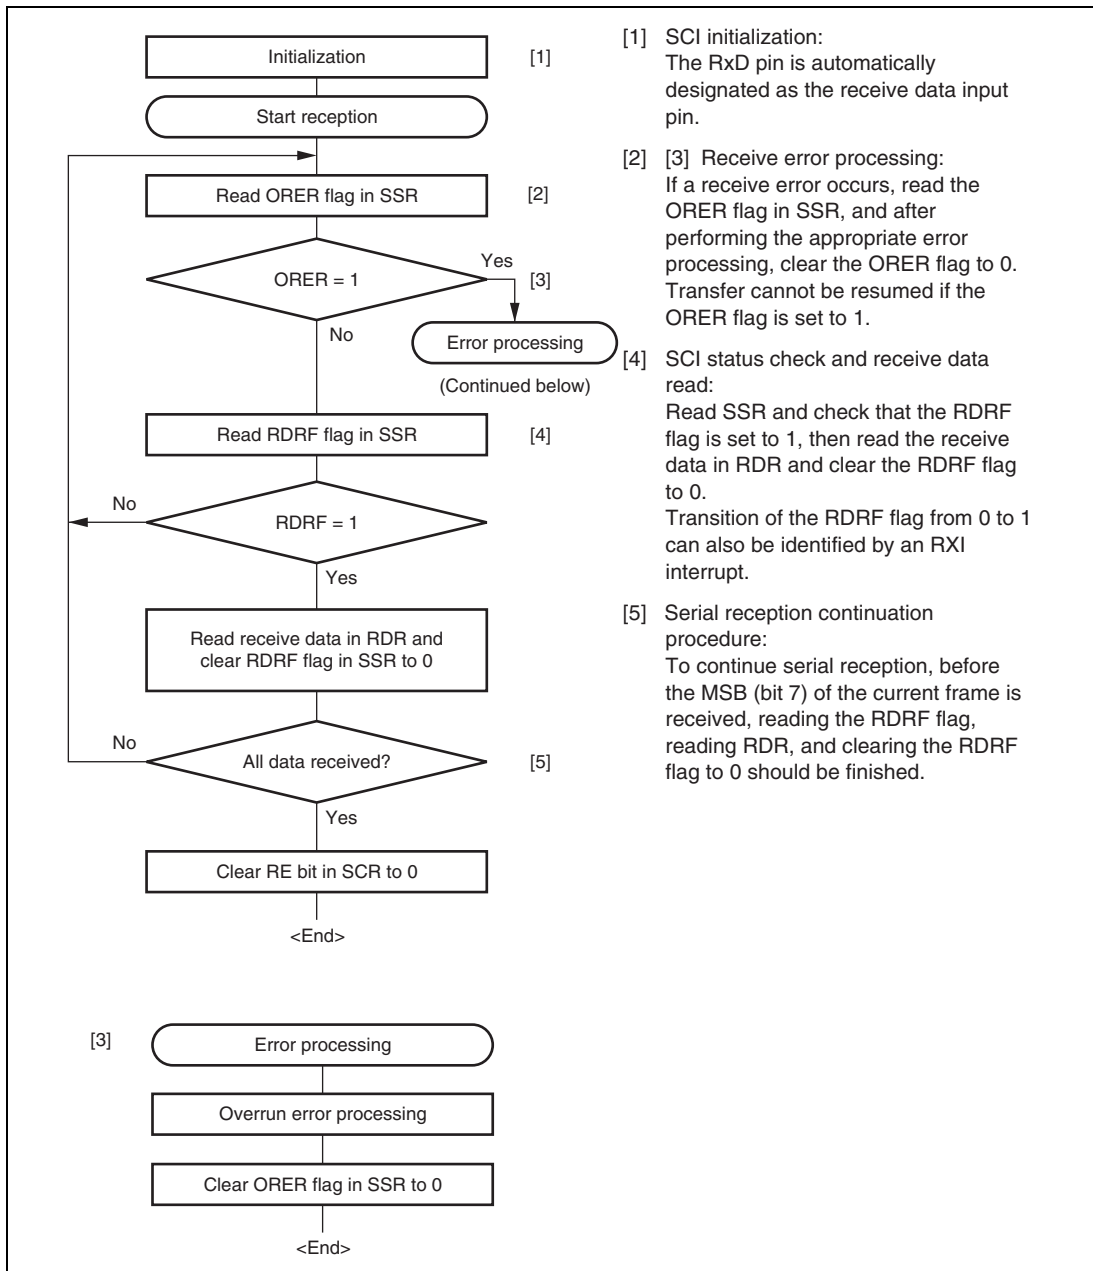 Initialization
[1]
Start reception
Read ORER flag in SSR
[2]
ORER = 1
Yes
[3]
No
Error processing
(Continued below)
Read RDRF flag in SSR
[4]
No
RDRF = 1
Yes
Read receive data in RDR and
clear RDRF flag in SSR to 0
No
All data received?
[5]
Yes
Clear RE bit in SCR to 0
<End>
[3]
Error processing
Overrun error processing
Clear ORER flag in SSR to 0
<End>
[1] SCI initialization:
The RxD pin is automatically
designated as the receive data input
pin.
[2] [3] Receive error processing:
If a receive error occurs, read the
ORER flag in SSR, and after
performing the appropriate error
processing, clear the ORER flag to 0.
Transfer cannot be resumed if the
ORER flag is set to 1.
[4] SCI status check and receive data
read:
Read SSR and check that the RDRF
flag is set to 1, then read the receive
data in RDR and clear the RDRF flag
to 0.
Transition of the RDRF flag from 0 to 1
can also be identified by an RXI
interrupt.
[5] Serial reception continuation
procedure:
To continue serial reception, before
the MSB (bit 7) of the current frame is
received, reading the RDRF flag,
reading RDR, and clearing the RDRF
flag to 0 should be finished.